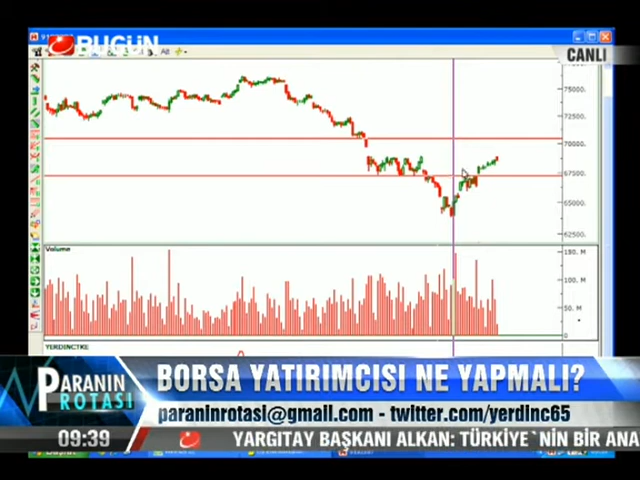 BUGÜN
CANLI
75000.
72500.
70000.
67500.
65000.
62500.
Volume
150. M
100. M
50. M
0
YERDINCTKE
PARANIN ROTASI
BORSA YATIRIMCISI NE YAPMALI?
paraninrotasi@gmail.com - twitter.com/yerdinc65
09:39
YARGITAY BAŞKANI ALKAN: TÜRKİYE`NİN BİR ANA